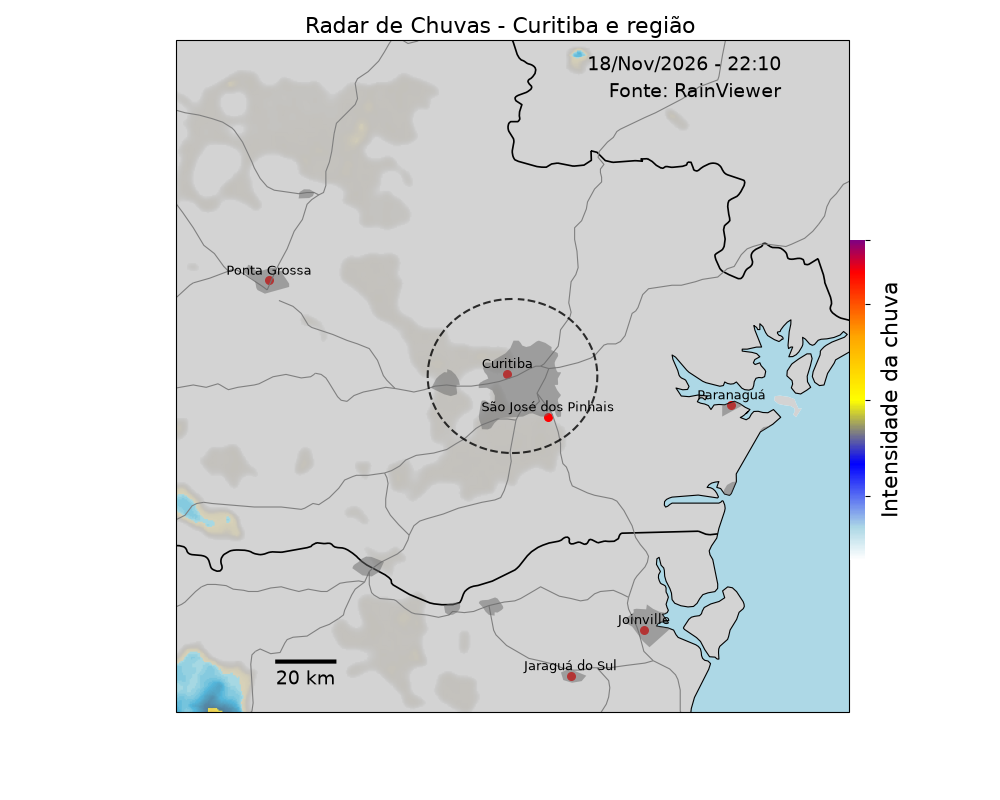 Radar de Chuvas - Curitiba e região
18/Nov/2026 - 22:10
Fonte: RainViewer
Ponta Grossa
Curitiba
São José dos Pinhais
Paranaguá
Intensidade da chuva
Joinville
Jaraguá do Sul
20 km